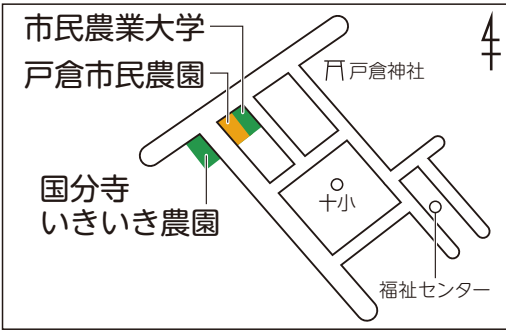 市民農業大学
戸倉市民農園
戸倉神社
国分寺
いきいき農園
十小
福祉センター